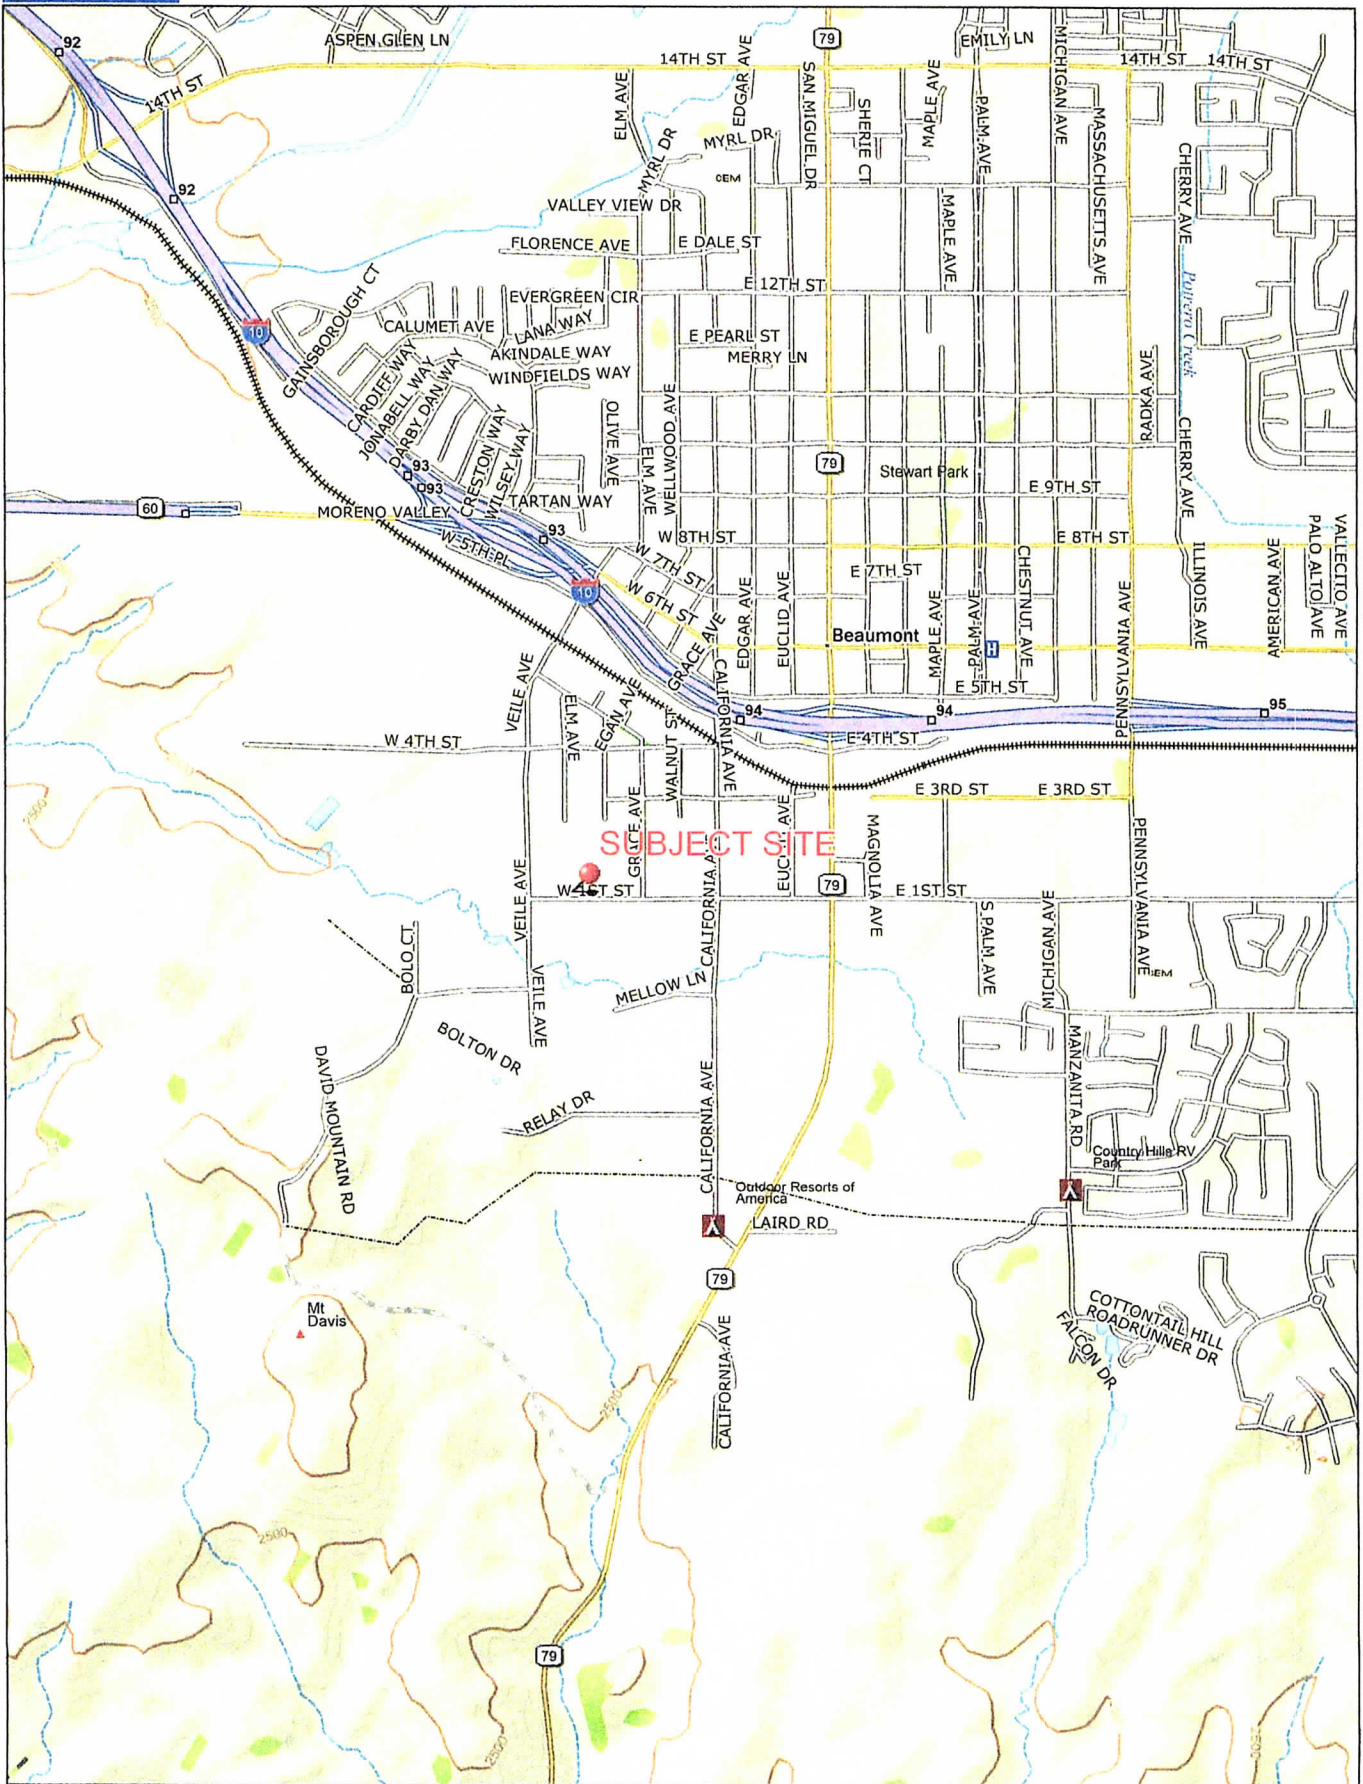 92
ASPEN GLEN LN
79
EMILY LN
MICHIGAN AVE
14TH ST
EDGAR AVE
14TH ST
14TH ST
14TH ST
ELM AVE
SAN MIGUEL DR
SHERIE CT
MAPLE AVE
PALM AVE
MASSACHUSETTS AVE
MYRL DR
MYRL DR
CEM
CHERRY AVE
92
VALLEY VIEW DR
MAPLE AVE
FLORENCE AVE
E DALE ST
E 12TH ST
2500
EVERGREEN CIR
GAINSBOROUGH CT
CALUMET AVE
LANA WAY
10
E PEARL ST
AKINDALE WAY
MERRY LN
WINDFIELDS WAY
CARDIFF WAY
JONABELL WAY
DARBY DAN WAY
CRESTON WAY
WILSEY WAY
OLIVE AVE
ELM AVE
WELLWOOD AVE
CHERRY AVE
79
Stewart Park
93
93
E 9TH ST
TARTAN WAY
60
MORENO VALLEY
93
W 5TH PL
W 8TH ST
E 8TH ST
W 7TH ST
E 7TH ST
10
W 6TH ST
EDGAR AVE
EUCLID AVE
MAPLE AVE
PALM AVE
CHESTNUT AVE
PENNSYLVANIA AVE
ILLINOIS AVE
AMERICAN AVE
PALO ALTO AVE
VALLECITO AVE
Beaumont
H
GRACE AVE
CALIFORNIA AVE
E 5TH ST
VEILE AVE
ELM AVE
EGAN AVE
WALNUT ST
94
94
95
W 4TH ST
E 4TH ST
E 3RD ST
E 3RD ST
2500
GRACE AVE
MAGNOLIA AVE
PENNSYLVANIA AVE
SUBJECT SITE
VEILE AVE
W 1ST ST
79
E 1ST ST
CALIFORNIA AVE
S PALM AVE
MICHIGAN AVE
BOLO CT
VEILE AVE
MELLOW LN
BOLTON DR
DAVID MOUNTAIN RD
MANZANITA RD
CALIFORNIA AVE
RELAY DR
Country Hills RV
Park
Outdoor Resorts of
America
LAIRD RD
79
Mt
Davis
COTTONTAIL HILL
ROADRUNNER DR
FALCON DR
CALIFORNIA AVE
2500
2500
79
2500
2500